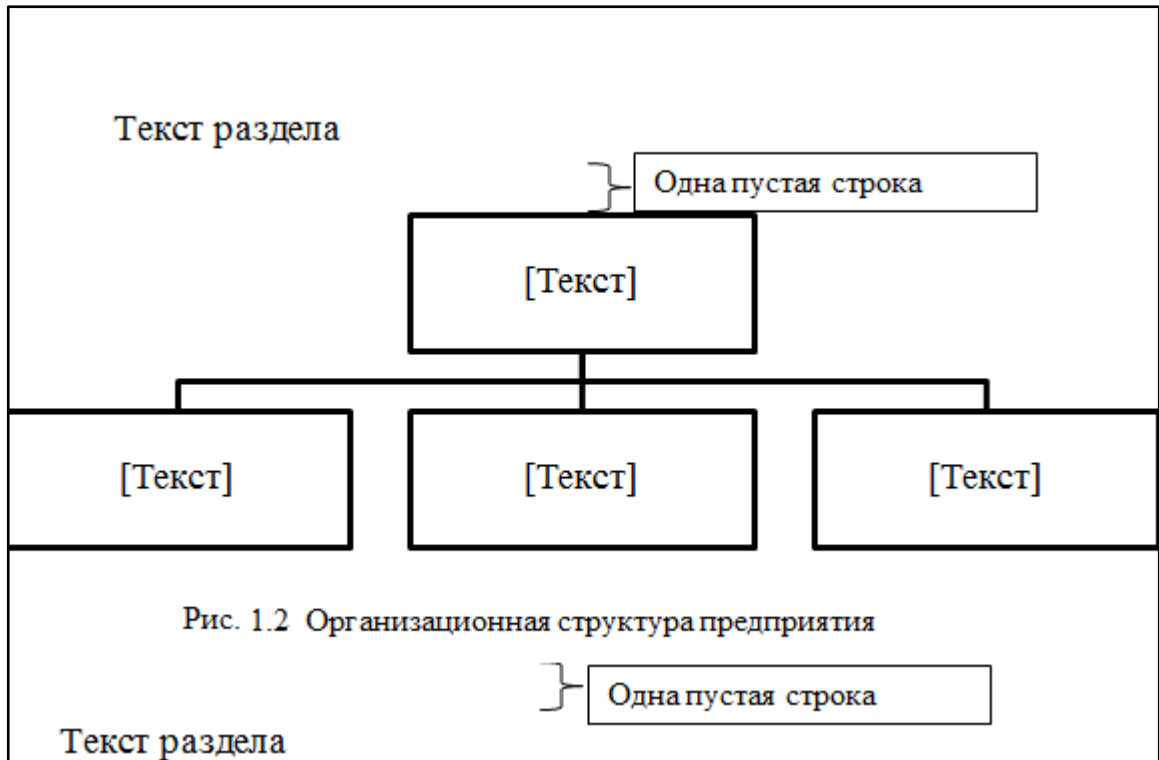 Текст раздела
Одна пустая строка
[Текст]
[Текст] [Текст] [Текст]
Рис. 1.2 Организационная структура предприятия
Одна пустая строка
Текст раздела